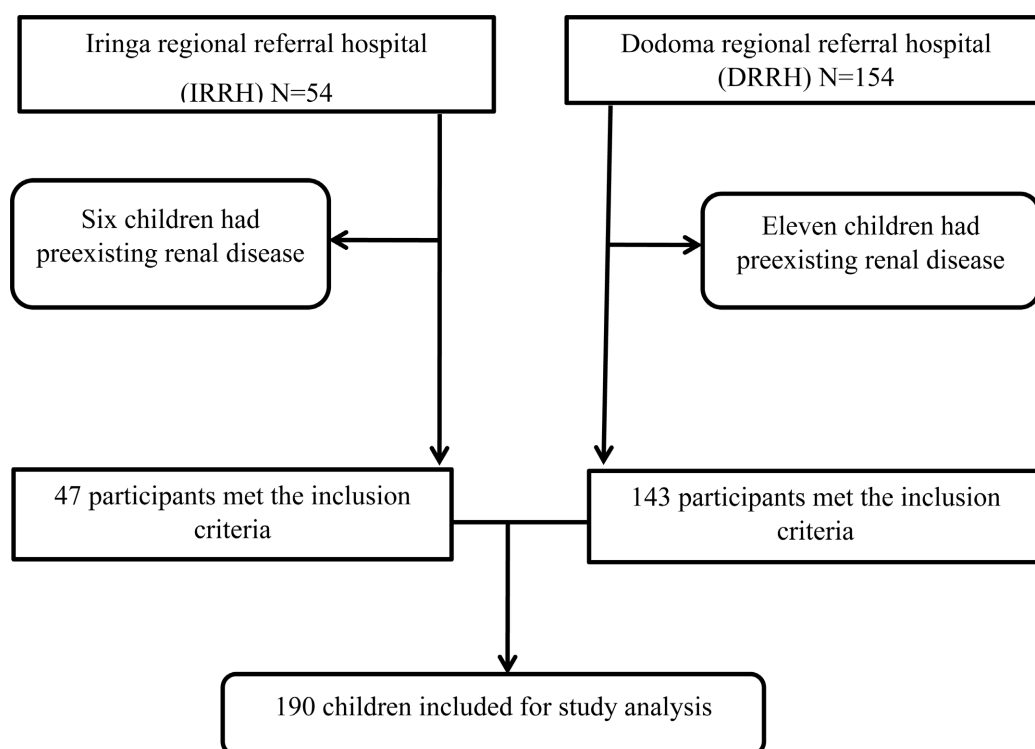 Iringa regional referral hospital
(IRRH) N=54
Dodoma regional referral hospital
(DRRH) N=154
Six children had
preexisting renal disease
Eleven children had
preexisting renal disease
47 participants met the inclusion
criteria
143 participants met the inclusion
criteria
190 children included for study analysis